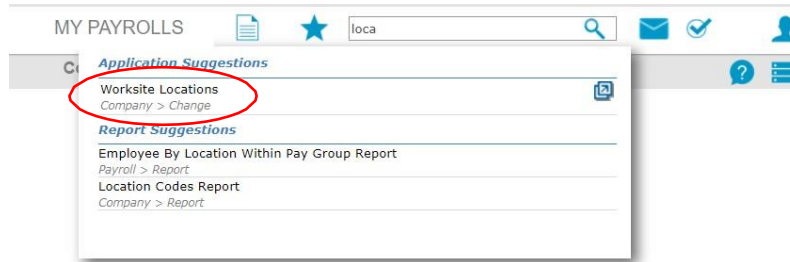 MY PAYROLLS
loca
Application Suggestions
Worksite Locations
Company > Change
Report Suggestions
Employee By Location Within Pay Group Report
Payroll > Report
Location Codes Report
Company > Report